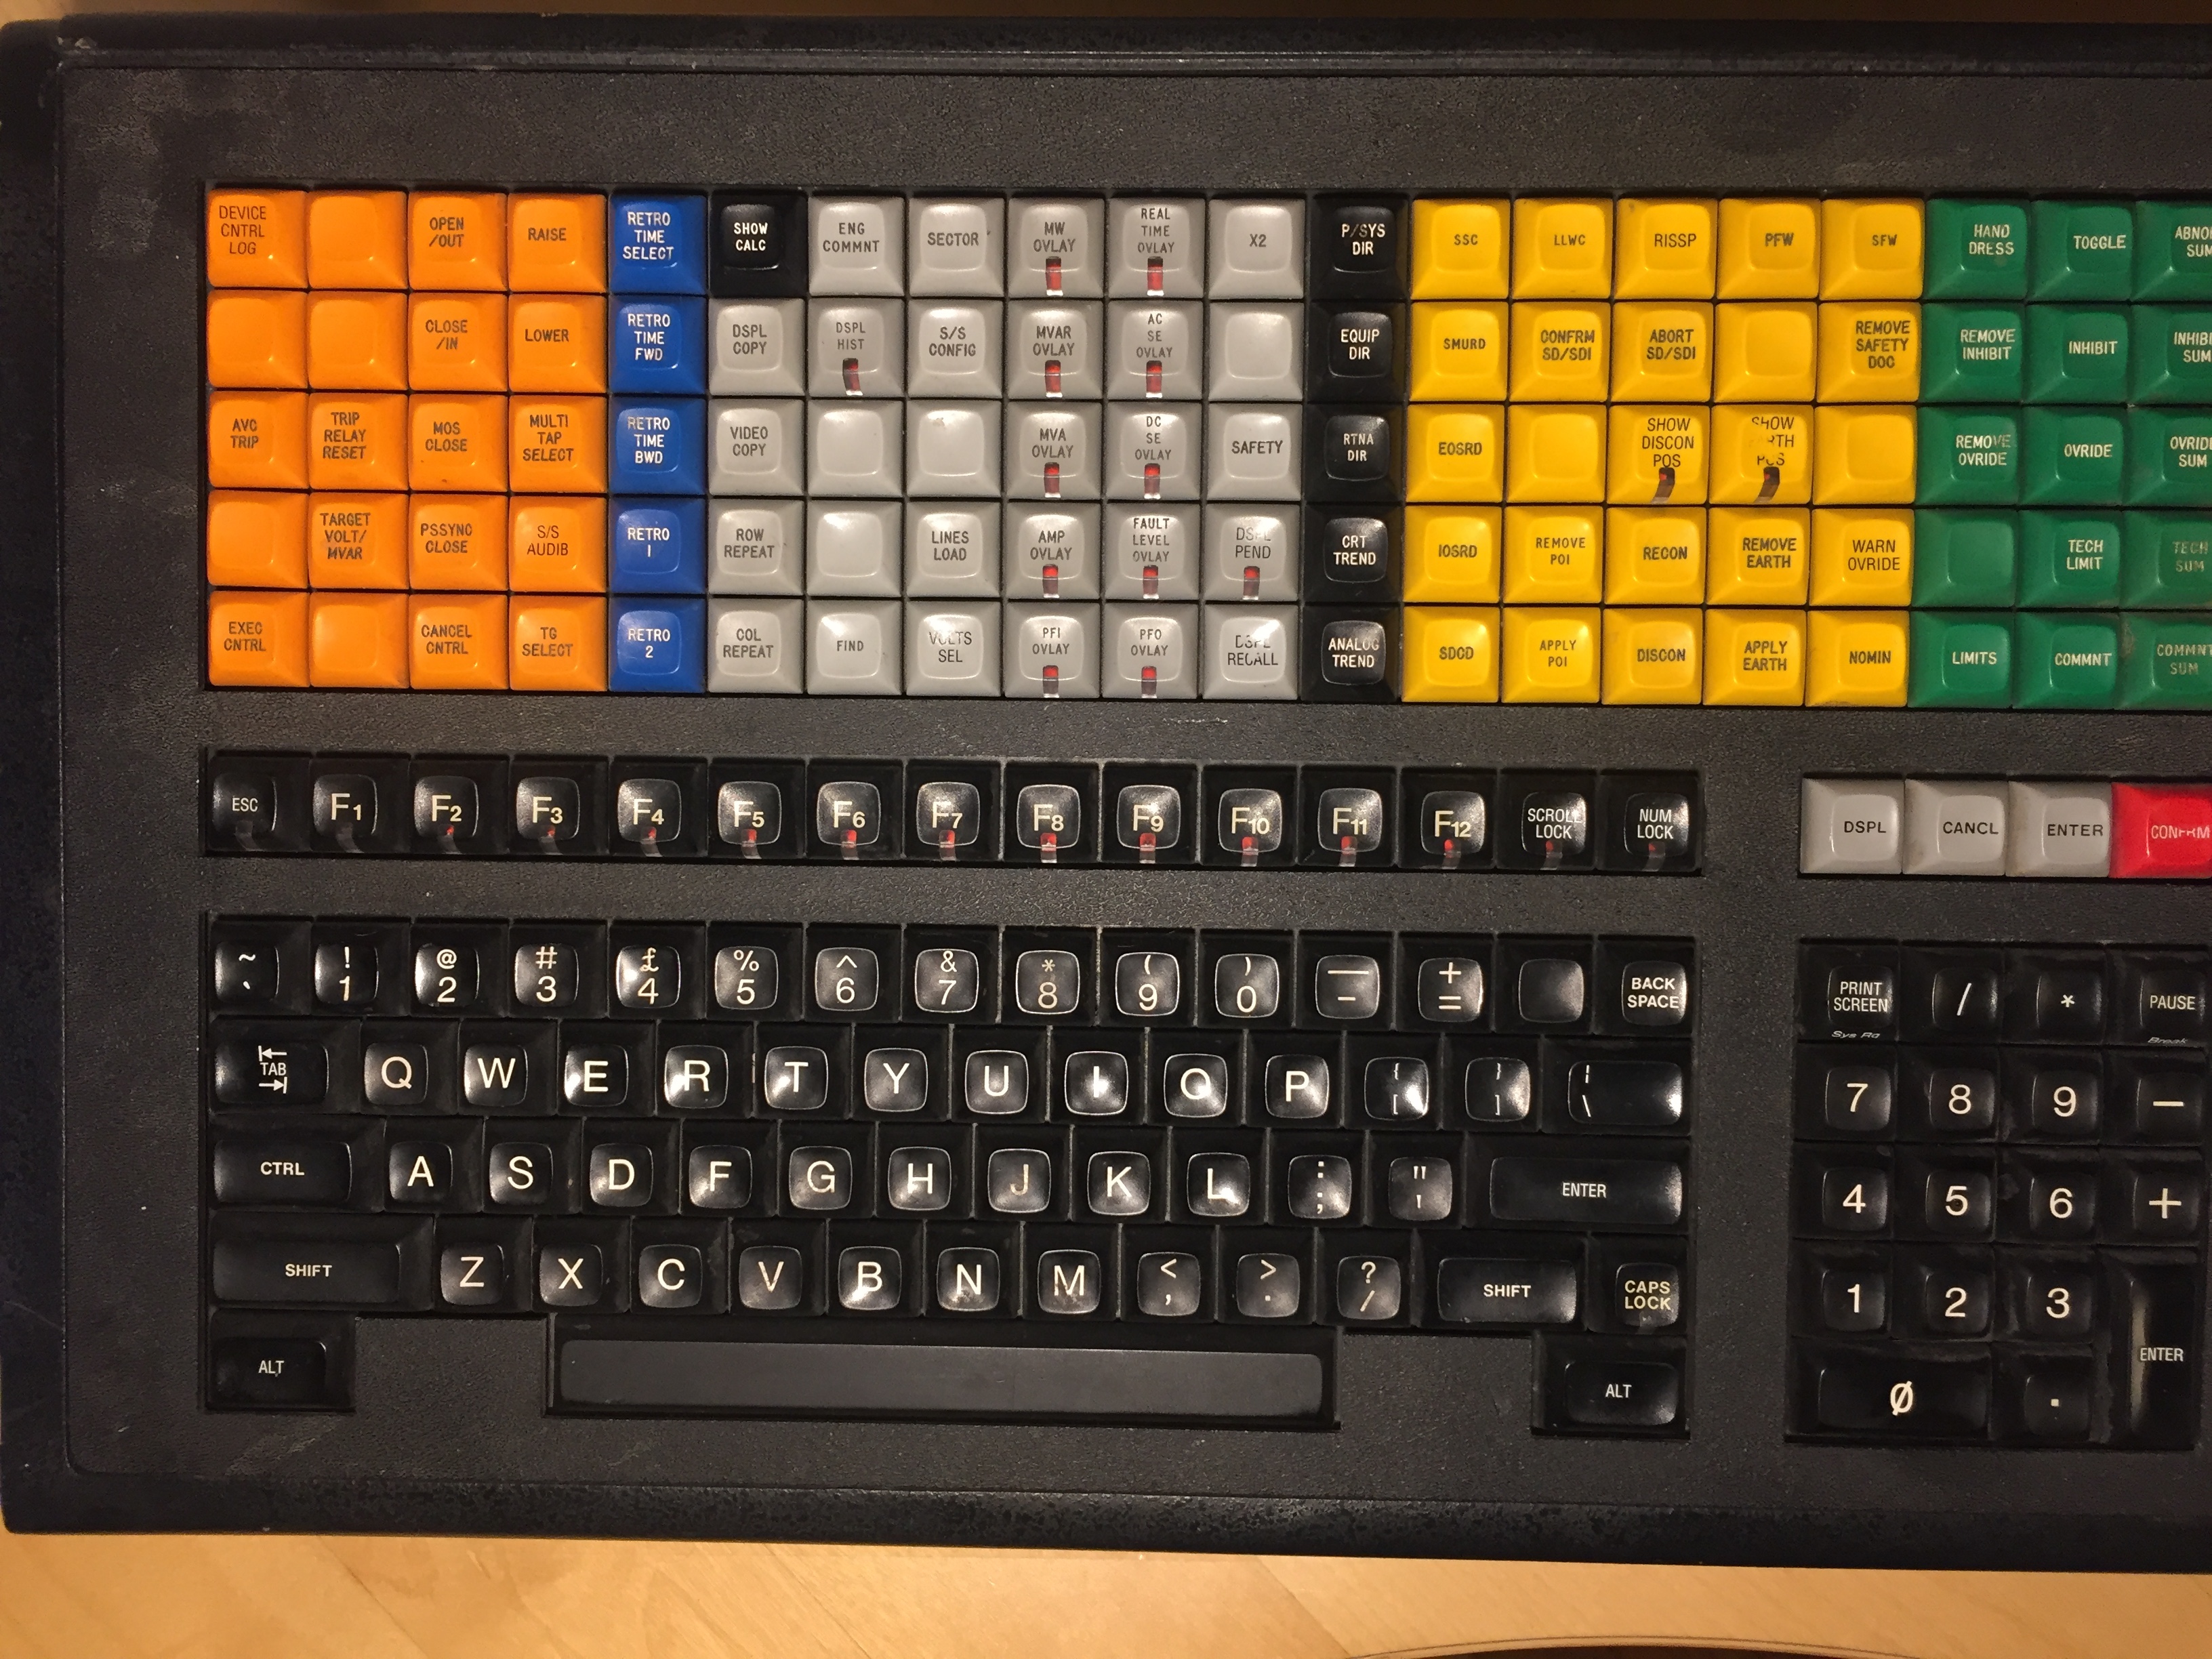 DEVICE CNTRL LOG
OPEN /OUT
RAISE
RETRO TIME SELECT
SHOW CALC
ENG COMMNT
SECTOR
MW OVLAY
REAL TIME OVLAY
X2
P/SYS DIR
SSC
LLWC
RISSP
PFW
SFW
HAND DRESS
TOGGLE
SUM
CLOSE /IN
LOWER
RETRO TIME FWD
DSPL COPY
DSPL HIST
S/S CONFIG
MVAR OVLAY
AC SE OVLAY
EQUIP DIR
SMURD
CONFRM SD/SDI
ABORT SD/SDI
REMOVE SAFETY DOC
REMOVE INHIBIT
INHIBIT
SUM
AVC TRIP
TRIP RELAY RESET
MOS CLOSE
MULTI TAP SELECT
RETRO TIME BWD
VIDEO COPY
MVA OVLAY
DC SE OVLAY
SAFETY
RTNA DIR
EOSRD
SHOW DISCON POS
SHOW POS
REMOVE OVRIDE
OVRIDE
OVRIDE SUM
TARGET VOLT/ MVAR
PSSYNC CLOSE
S/S AUDIB
RETRO 1
ROW REPEAT
LINES LOAD
AMP OVLAY
FAULT LEVEL OVLAY
DSPL PEND
CRT TREND
IOSRD
REMOVE POI
RECON
REMOVE EARTH
WARN OVRIDE
TECH LIMIT
TECH SUM
EXEC CNTRL
CANCEL CNTRL
TG SELECT
RETRO 2
COL REPEAT
FIND
VOLTS SEL
PFI OVLAY
PFO OVLAY
DSPL RECALL
ANALOG TREND
SDCD
APPLY POI
DISCON
APPLY EARTH
NOMIN
LIMITS
COMMNT
COMMNT SUM
ESC F1 F2 F3 F4 F5 F6 F7 F8 F9 F10 F11 F12 SCROLL LOCK NUM LOCK
DSPL CANCL ENTER CONFRM
~ ! @ # £ % ^ & * ( ) — +
` 1 2 3 4 5 6 7 8 9 0 - = BACK SPACE
PRINT SCREEN / * PAUSE
Sys Rq Break
TAB Q W E R T Y U I O P { [ } ] ¦ \
7 8 9 −
CTRL A S D F G H J K L : ; " ' ENTER
4 5 6 +
SHIFT Z X C V B N M < , > . ? / SHIFT CAPS LOCK
1 2 3 ENTER
ALT ALT
0 .